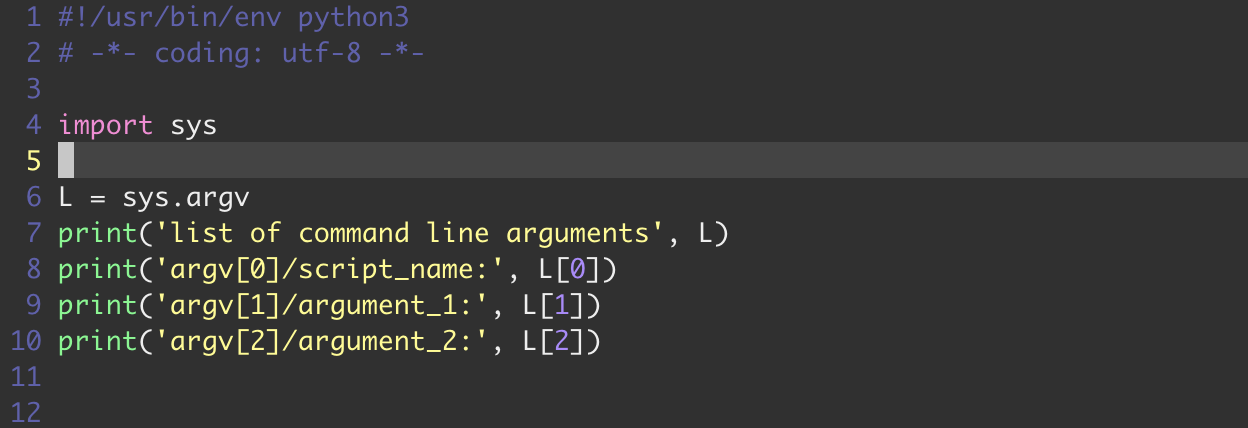 1 #!/usr/bin/env python3
2 # -*- coding: utf-8 -*-
3
4 import sys
5
6 L = sys.argv
7 print('list of command line arguments', L)
8 print('argv[0]/script_name:', L[0])
9 print('argv[1]/argument_1:', L[1])
10 print('argv[2]/argument_2:', L[2])
11
12